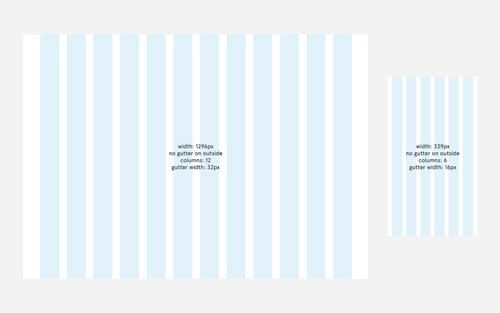 width: 1296px
no gutter on outside
columns: 12
gutter width: 32px
width: 339px
no gutter on outside
columns: 6
gutter width: 16px